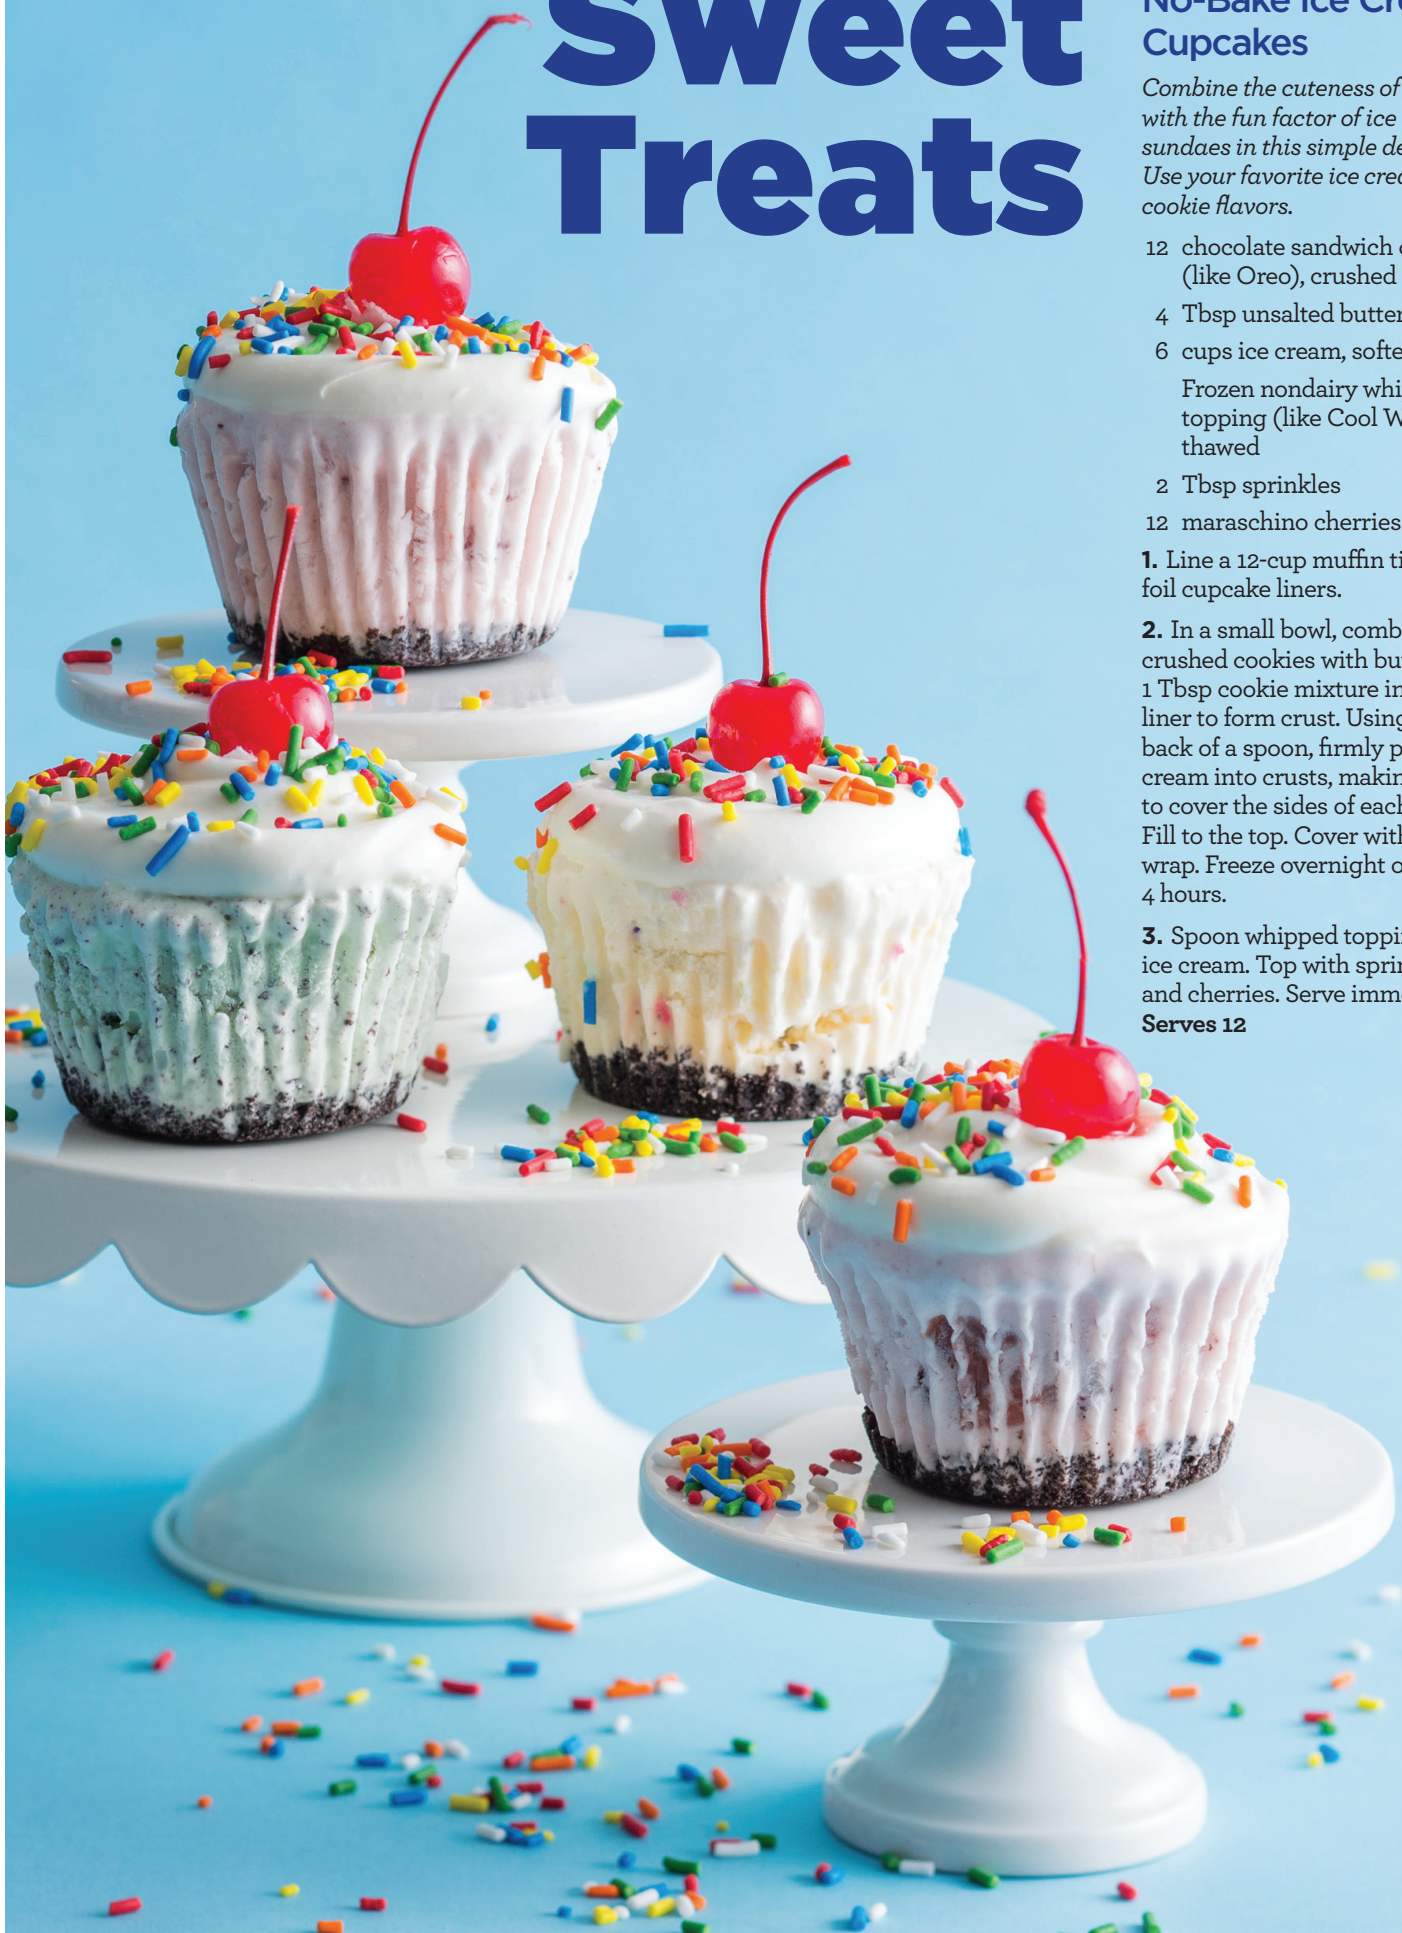 Sweet
Treats
No-Bake Ice
Cupcakes
Combine the cuteness of
with the fun factor of ice
sundaes in this simple
Use your favorite ice
cookie flavors.
12 chocolate sandwich
(like Oreo), crushed
4 Tbsp unsalted butter
6 cups ice cream,
Frozen nondairy
topping (like Cool
thawed
2 Tbsp sprinkles
12 maraschino cherries
1. Line a 12-cup muffin
foil cupcake liners.
2. In a small bowl,
crushed cookies with
1 Tbsp cookie mixture
liner to form crust. Using
back of a spoon, firmly
cream into crusts,
to cover the sides of
Fill to the top. Cover
wrap. Freeze overnight
4 hours.
3. Spoon whipped
ice cream. Top with
and cherries. Serve
Serves 12